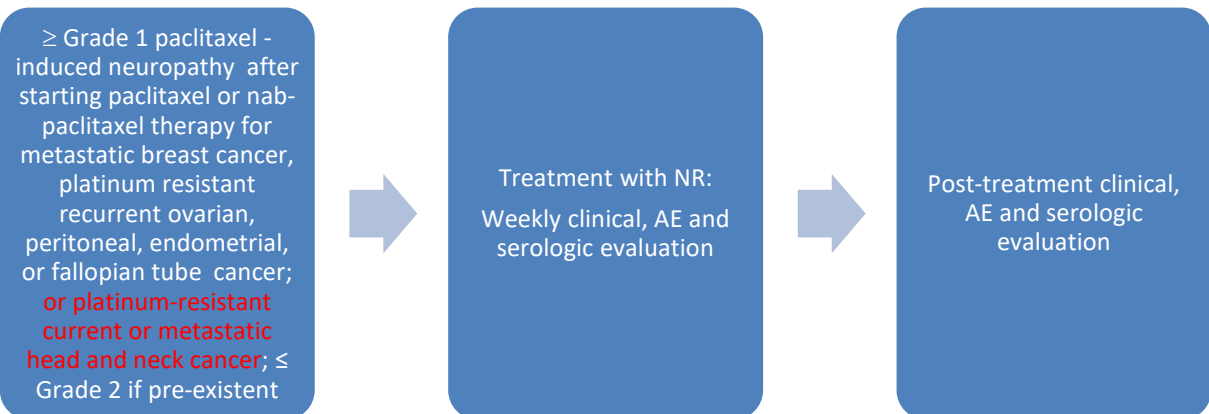 ≥ Grade 1 paclitaxel -
induced neuropathy after
starting paclitaxel or nab-
paclitaxel therapy for
metastatic breast cancer,
platinum resistant
recurrent ovarian,
peritoneal, endometrial,
or fallopian tube cancer;
or platinum-resistant
current or metastatic
head and neck cancer; ≤
Grade 2 if pre-existent
Treatment with NR:
Weekly clinical, AE and
serologic evaluation
Post-treatment clinical,
AE and serologic
evaluation